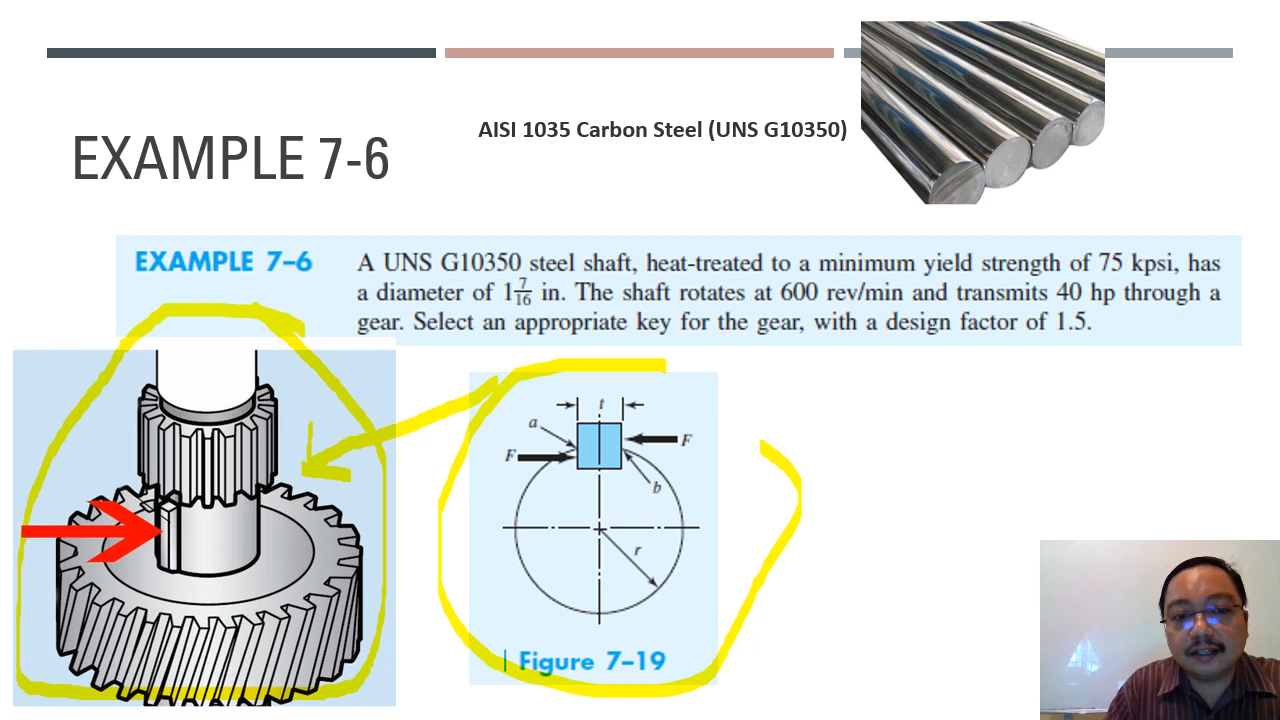 AISI 1035 Carbon Steel (UNS G10350)
EXAMPLE 7-6
EXAMPLE 7–6 A UNS G10350 steel shaft, heat-treated to a minimum yield strength of 75 kpsi, has
a diameter of 1 7/16 in. The shaft rotates at 600 rev/min and transmits 40 hp through a
gear. Select an appropriate key for the gear, with a design factor of 1.5.
t
a
F
F
b
r
Figure 7–19